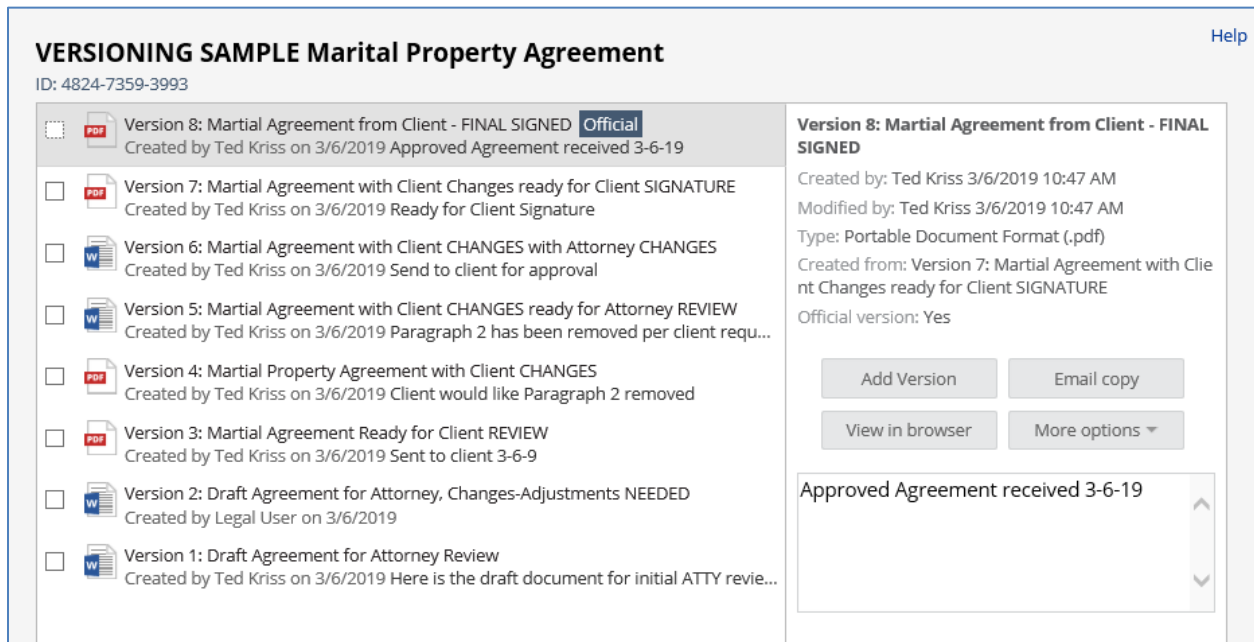 Help
VERSIONING SAMPLE Marital Property Agreement
ID: 4824-7359-3993
PDF Version 8: Martial Agreement from Client - FINAL SIGNED Official
Created by Ted Kriss on 3/6/2019 Approved Agreement received 3-6-19
PDF Version 7: Martial Agreement with Client Changes ready for Client SIGNATURE
Created by Ted Kriss on 3/6/2019 Ready for Client Signature
W Version 6: Martial Agreement with Client CHANGES with Attorney CHANGES
Created by Ted Kriss on 3/6/2019 Send to client for approval
W Version 5: Martial Agreement with Client CHANGES ready for Attorney REVIEW
Created by Ted Kriss on 3/6/2019 Paragraph 2 has been removed per client requ...
PDF Version 4: Martial Property Agreement with Client CHANGES
Created by Ted Kriss on 3/6/2019 Client would like Paragraph 2 removed
PDF Version 3: Martial Agreement Ready for Client REVIEW
Created by Ted Kriss on 3/6/2019 Sent to client 3-6-9
W Version 2: Draft Agreement for Attorney, Changes-Adjustments NEEDED
Created by Legal User on 3/6/2019
W Version 1: Draft Agreement for Attorney Review
Created by Ted Kriss on 3/6/2019 Here is the draft document for initial ATTY revie...
Version 8: Martial Agreement from Client - FINAL
SIGNED
Created by: Ted Kriss 3/6/2019 10:47 AM
Modified by: Ted Kriss 3/6/2019 10:47 AM
Type: Portable Document Format (.pdf)
Created from: Version 7: Martial Agreement with Clie
nt Changes ready for Client SIGNATURE
Official version: Yes
Add Version Email copy
View in browser More options
Approved Agreement received 3-6-19